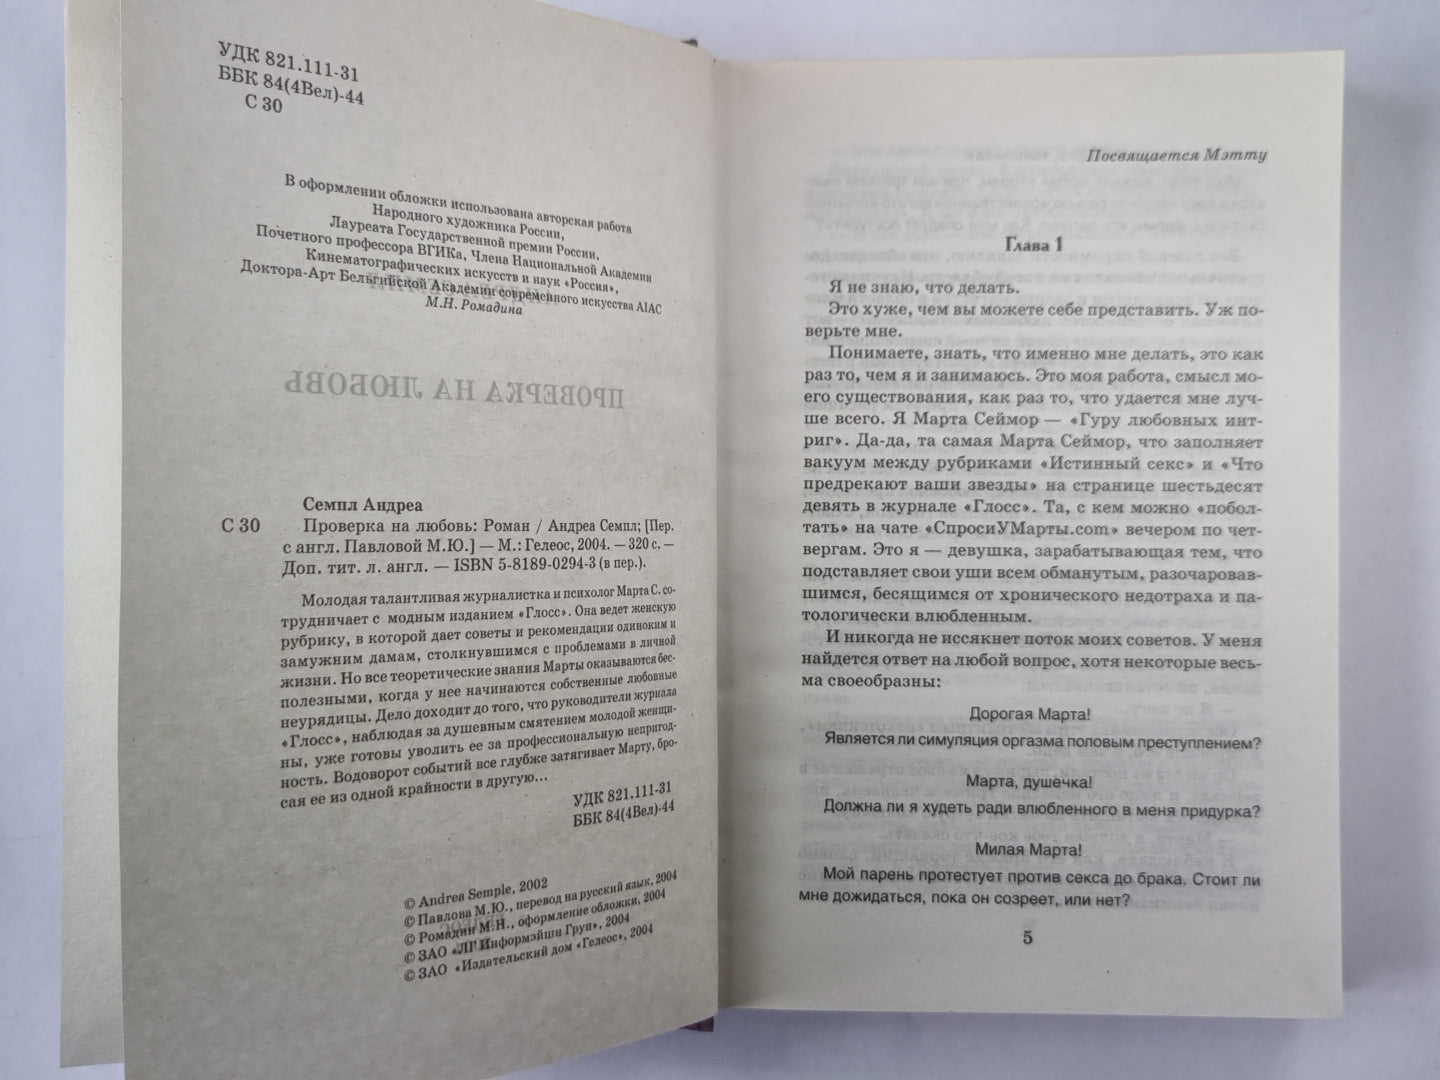 УДК 821.111-31
ББК 84(4Вел)-44
С 30
В оформлении обложки использована авторская работа
Народного художника России,
Лауреата Государственной премии России,
Почетного профессора ВГИКа, Члена Национальной Академии
Кинематографических искусств и наук «Россия»,
Доктора-Арт Бельгийской Академии современного искусства AIAC
М.Н. Ромадина
ПРОВЕРКА НА ЛЮБОВЬ
Семпл Андреа
С 30 Проверка на любовь: Роман / Андреа Семпл; [Пер.
с англ. Павловой М.Ю.] — М.: Гелеос, 2004. — 320 с. —
Доп. тит. л. англ. — ISBN 5-8189-0294-3 (в пер.).
Молодая талантливая журналистка и психолог Марта С. со-
трудничает с модным изданием «Глосс». Она ведет женскую
рубрику, в которой дает советы и рекомендации одиноким и
замужним дамам, столкнувшимся с проблемами в личной
жизни. Но все теоретические знания Марты оказываются бес-
полезными, когда у нее начинаются собственные любовные
неурядицы. Дело доходит до того, что руководители журнала
«Глосс», наблюдая за душевным смятением молодой женщи-
ны, уже готовы уволить ее за профессиональную непригод-
ность. Водоворот событий все глубже затягивает Марту, бро-
сая ее из одной крайности в другую...
УДК 821.111-31
ББК 84(4Вел)-44
© Andrea Semple, 2002
© Павлова М.Ю., перевод на русский язык, 2004
© Ромадин М.Н., оформление обложки, 2004
© ЗАО «ЛГ Информэйшн Груп», 2004
© ЗАО «Издательский дом «Гелеос», 2004
Посвящается Мэтту
Глава 1
Я не знаю, что делать.
Это хуже, чем вы можете себе представить. Уж по-
верьте мне.
Понимаете, знать, что именно мне делать, это как
раз то, чем я и занимаюсь. Это моя работа, смысл мо-
его существования, как раз то, что удается мне луч-
ше всего. Я Марта Сеймор — «Гуру любовных инт-
риг». Да-да, та самая Марта Сеймор, что заполняет
вакуум между рубриками «Истинный секс» и «Что
предрекают ваши звезды» на странице шестьдесят
девять в журнале «Глосс». Та, с кем можно «побол-
тать» на чате «СпросиУМарты.com» вечером по чет-
вергам. Это я — девушка, зарабатывающая тем, что
подставляет свои уши всем обманутым, разочаровав-
шимся, бесящимся от хронического недотраха и па-
тологически влюбленным.
И никогда не иссякнет поток моих советов. У меня
найдется ответ на любой вопрос, хотя некоторые весь-
ма своеобразны:
Дорогая Марта!
Является ли симуляция оргазма половым преступлением?
Марта, душечка!
Должна ли я худеть ради влюбленного в меня придурка?
Милая Марта!
Мой парень протестует против секса до брака. Стоит ли
мне дожидаться, пока он созреет, или нет?
5